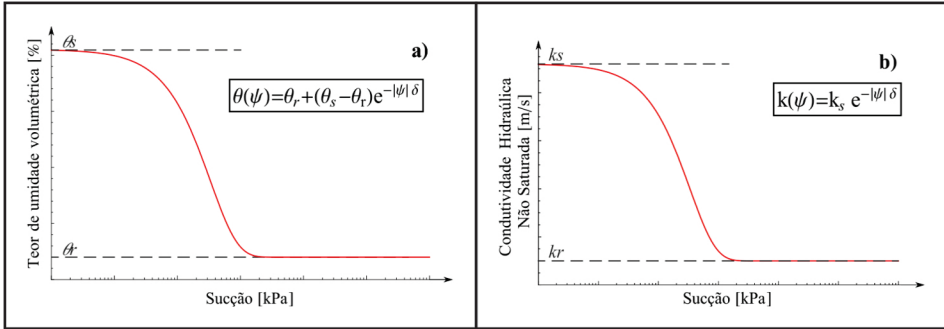 a)
θs
θ(ψ)=θr+(θs−θr)e^−|ψ| δ
θr
Teor de umidade volumétrica [%]
Sucção [kPa]
b)
ks
k(ψ)=ks e^−|ψ| δ
kr
Condutividade Hidráulica
Não Saturada [m/s]
Sucção [kPa]